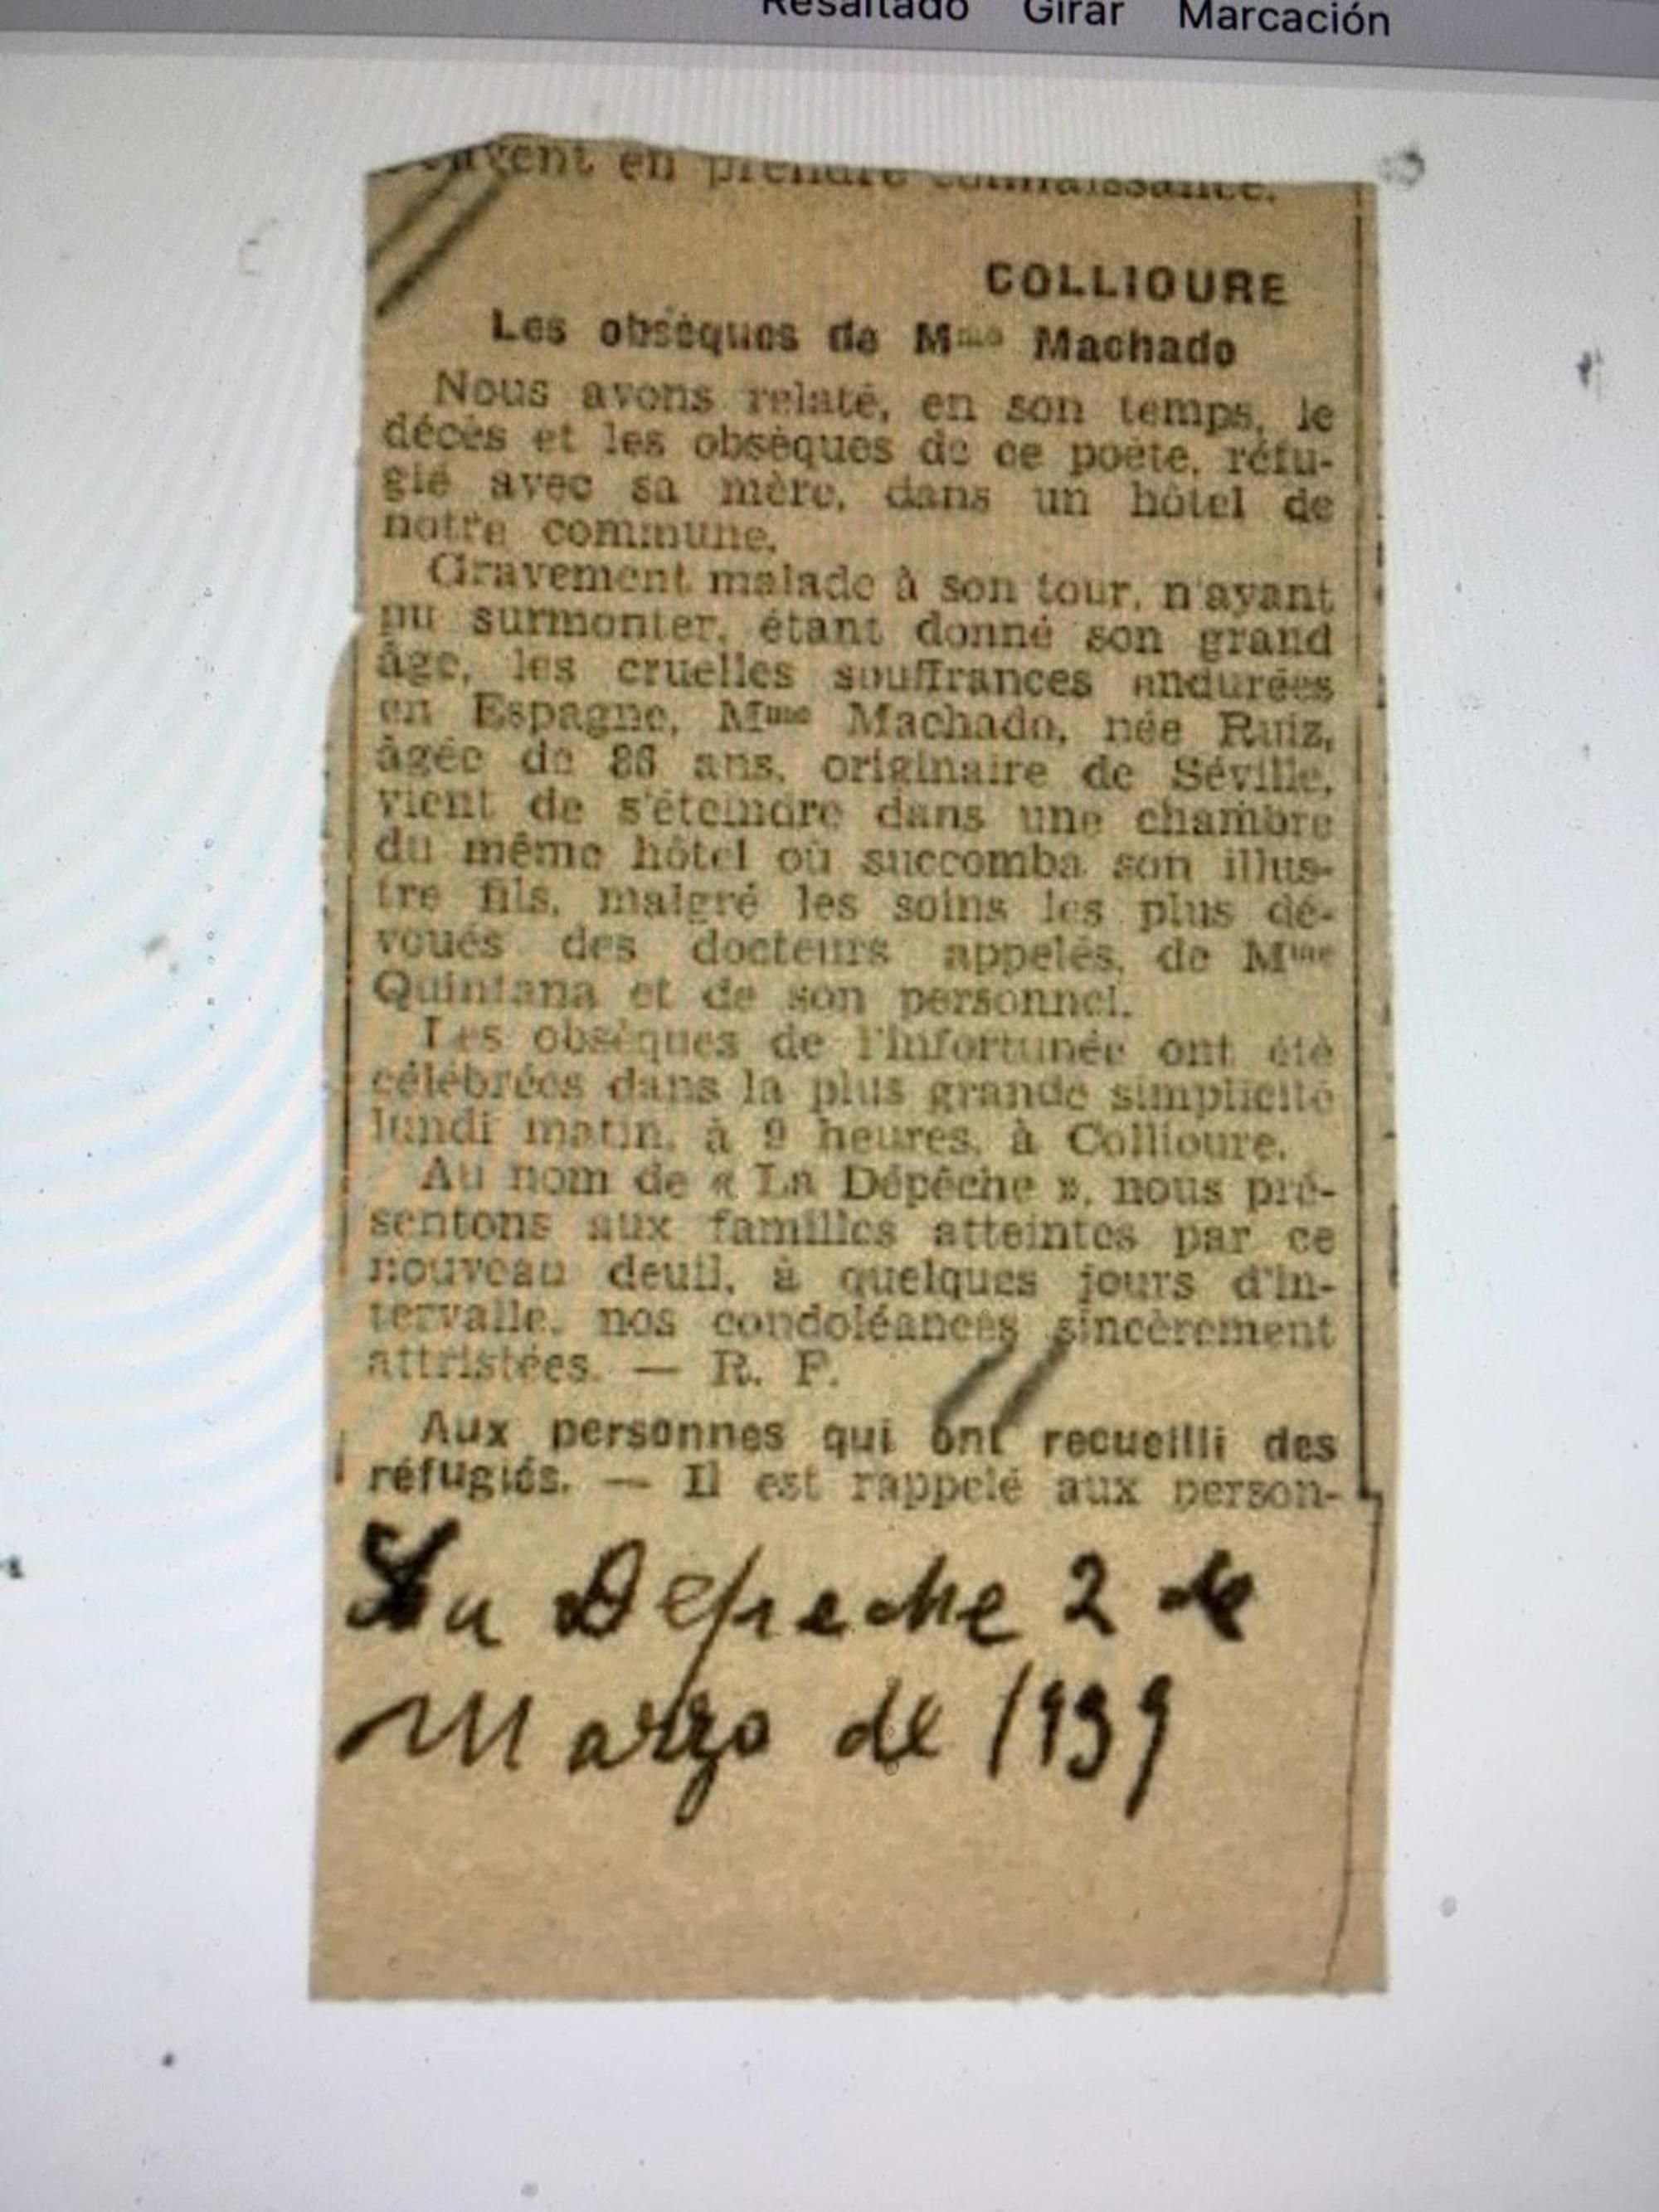 Resaltado Girar Marcación
en prendre connaissance.
COLLIOURE
Les obsèques de Mme Machado
Nous avons relaté, en son temps, le
décès et les obsèques de ce poète, réfu-
gié avec sa mère, dans un hôtel de
notre commune.
Gravement malade à son tour, n'ayant
pu surmonter, étant donné son grand
âge, les cruelles souffrances endurées
en Espagne, Mme Machado, née Ruiz,
âgée de 86 ans, originaire de Séville,
vient de s'éteindre dans une chambre
du même hôtel où succomba son illus-
tre fils, malgré les soins les plus dé-
voués des docteurs appelés, de Mme
Quintana et de son personnel.
Les obsèques de l'infortunée ont été
célébrées dans la plus grande simplicité
lundi matin, à 9 heures, à Collioure.
Au nom de « La Dépêche », nous pré-
sentons aux familles atteintes par ce
nouveau deuil, à quelques jours d'in-
tervalle, nos condoléances sincèrement
attristées. — R. F.
Aux personnes qui ont recueilli des
réfugiés. — Il est rappelé aux person-
La Depeche 2 de
Marzo de 1939